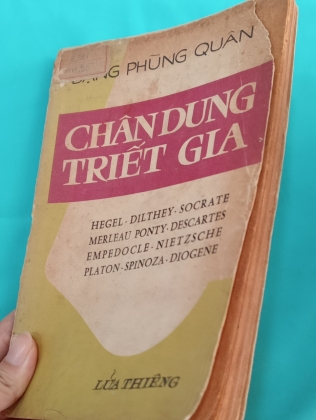 PHÙNG QUÂN
CHÂN DUNG
TRIẾT GIA
HEGEL · DILTHEY · SOCRATE
MERLEAU PONTY · DESCARTES
EMPEDOCLE · NIETZSCHE
PLATON · SPINOZA · DIOGENE
LỬA THIÊNG